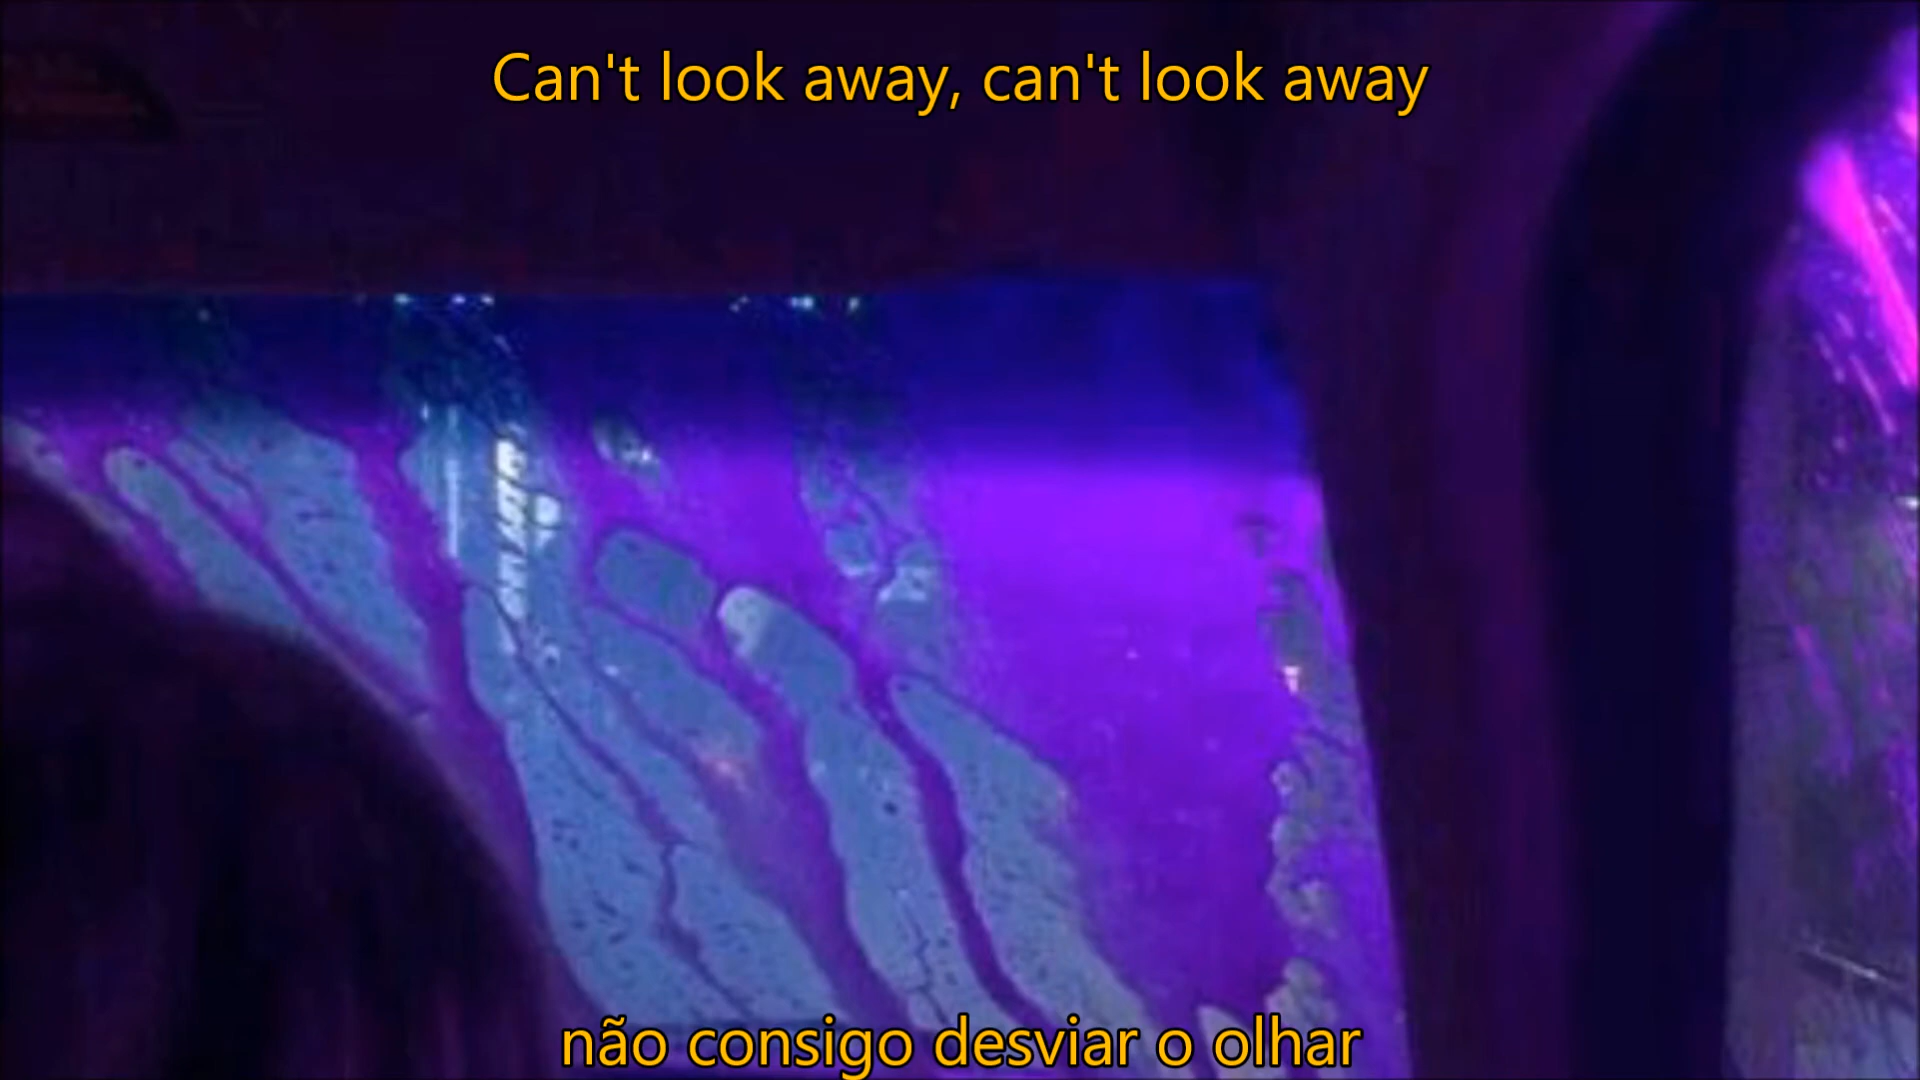 Can't look away, can't look away
não consigo desviar o olhar